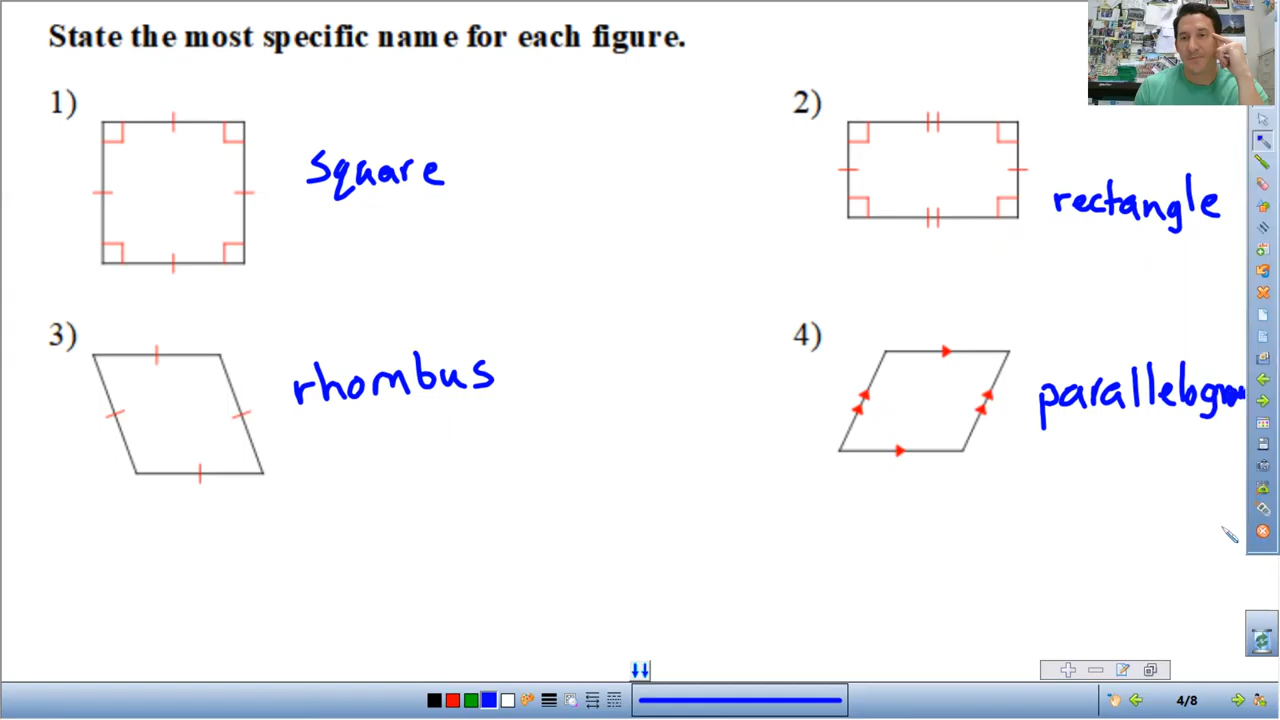 State the most specific name for each figure.
1)
square
2)
rectangle
3)
rhombus
4)
parallelogram
4/8